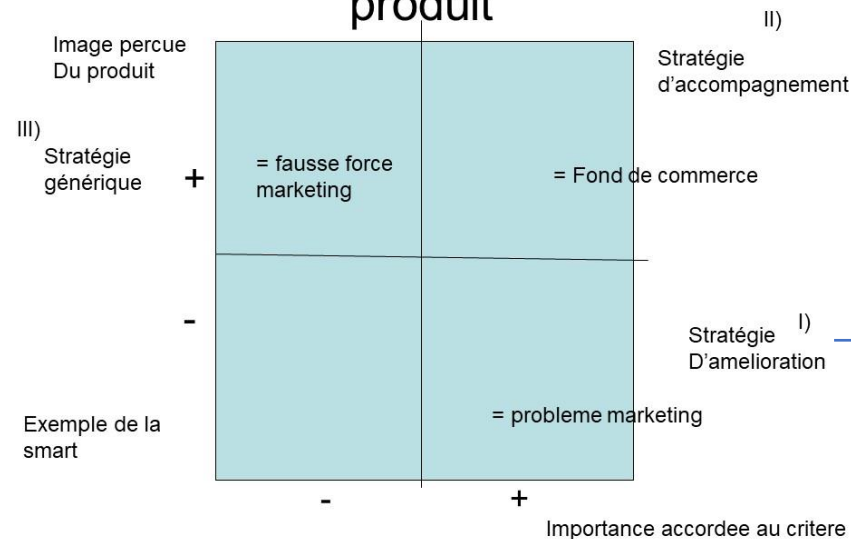 produit
II)
Image percue
Du produit
Stratégie
d’accompagnement
III)
Stratégie
générique
+
= fausse force
marketing
= Fond de commerce
-
I)
Stratégie
D’amelioration
= probleme marketing
Exemple de la
smart
-
+
Importance accordee au critere